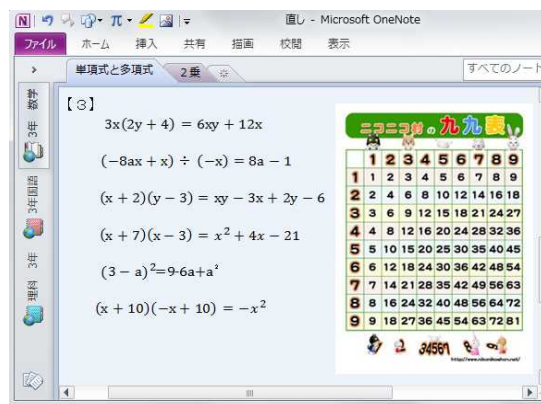 直し - Microsoft OneNote
ファイル ホーム 挿入 共有 描画 校閲 表示
単項式と多項式 2乗 すべてのノート
3年 数学
3年国語
3年 理科
【3】
3x(2y + 4) = 6xy + 12x
(−8ax + x) ÷ (−x) = 8a − 1
(x + 2)(y − 3) = xy − 3x + 2y − 6
(x + 7)(x − 3) = x² + 4x − 21
(3 − a)²=9-6a+a²
(x + 10)(−x + 10) = −x²
ニコニコ村の九九表
1 2 3 4 5 6 7 8 9
1 1 2 3 4 5 6 7 8 9
2 2 4 6 8 10 12 14 16 18
3 3 6 9 12 15 18 21 24 27
4 4 8 12 16 20 24 28 32 36
5 5 10 15 20 25 30 35 40 45
6 6 12 18 24 30 36 42 48 54
7 7 14 21 28 35 42 49 56 63
8 8 16 24 32 40 48 56 64 72
9 9 18 27 36 45 54 63 72 81